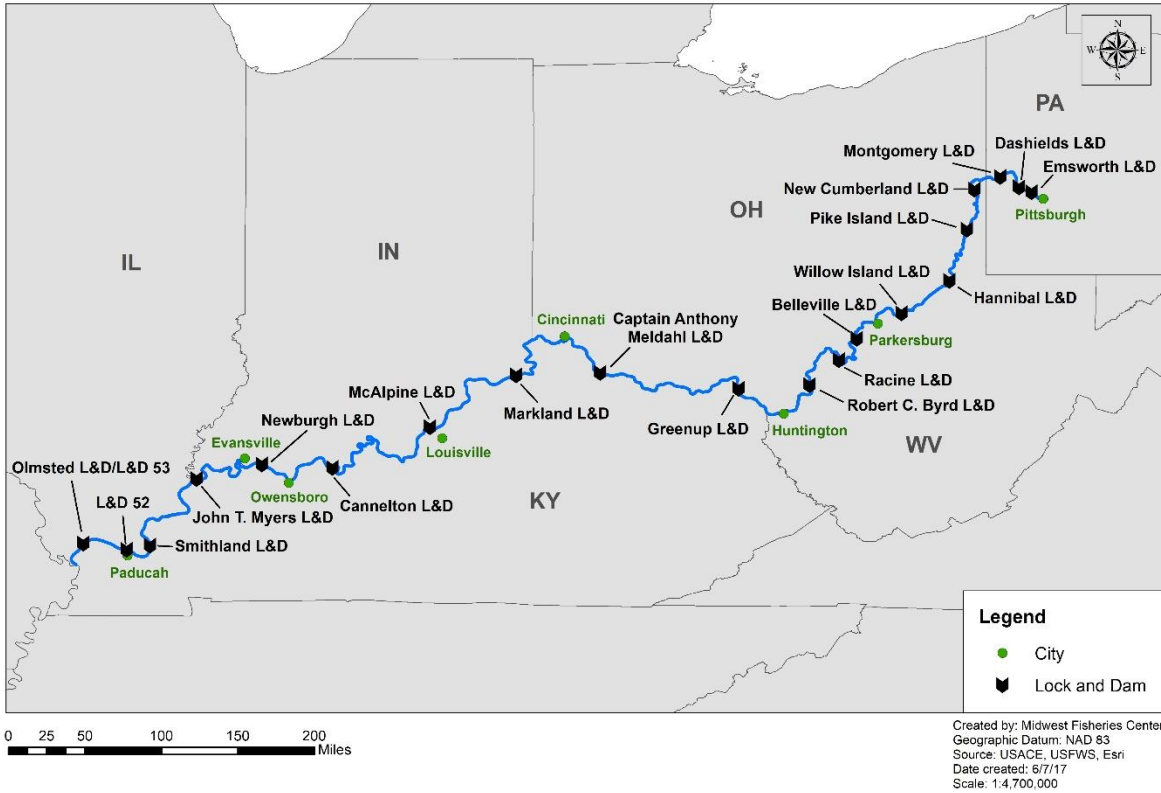 N
W
E
S
PA
Dashields L&D
Montgomery L&D
Emsworth L&D
New Cumberland L&D
Pittsburgh
OH
Pike Island L&D
IN
IL
Willow Island L&D
Hannibal L&D
Belleville L&D
Cincinnati
Captain Anthony
Meldahl L&D
Parkersburg
Racine L&D
McAlpine L&D
Markland L&D
Robert C. Byrd L&D
Newburgh L&D
Greenup L&D
Huntington
Evansville
Louisville
WV
Olmsted L&D/L&D 53
Owensboro
Cannelton L&D
KY
L&D 52
John T. Myers L&D
Smithland L&D
Paducah
Legend
City
Lock and Dam
0 25 50 100 150 200
Miles
Created by: Midwest Fisheries Center
Geographic Datum: NAD 83
Source: USACE, USFWS, Esri
Date created: 6/7/17
Scale: 1:4,700,000